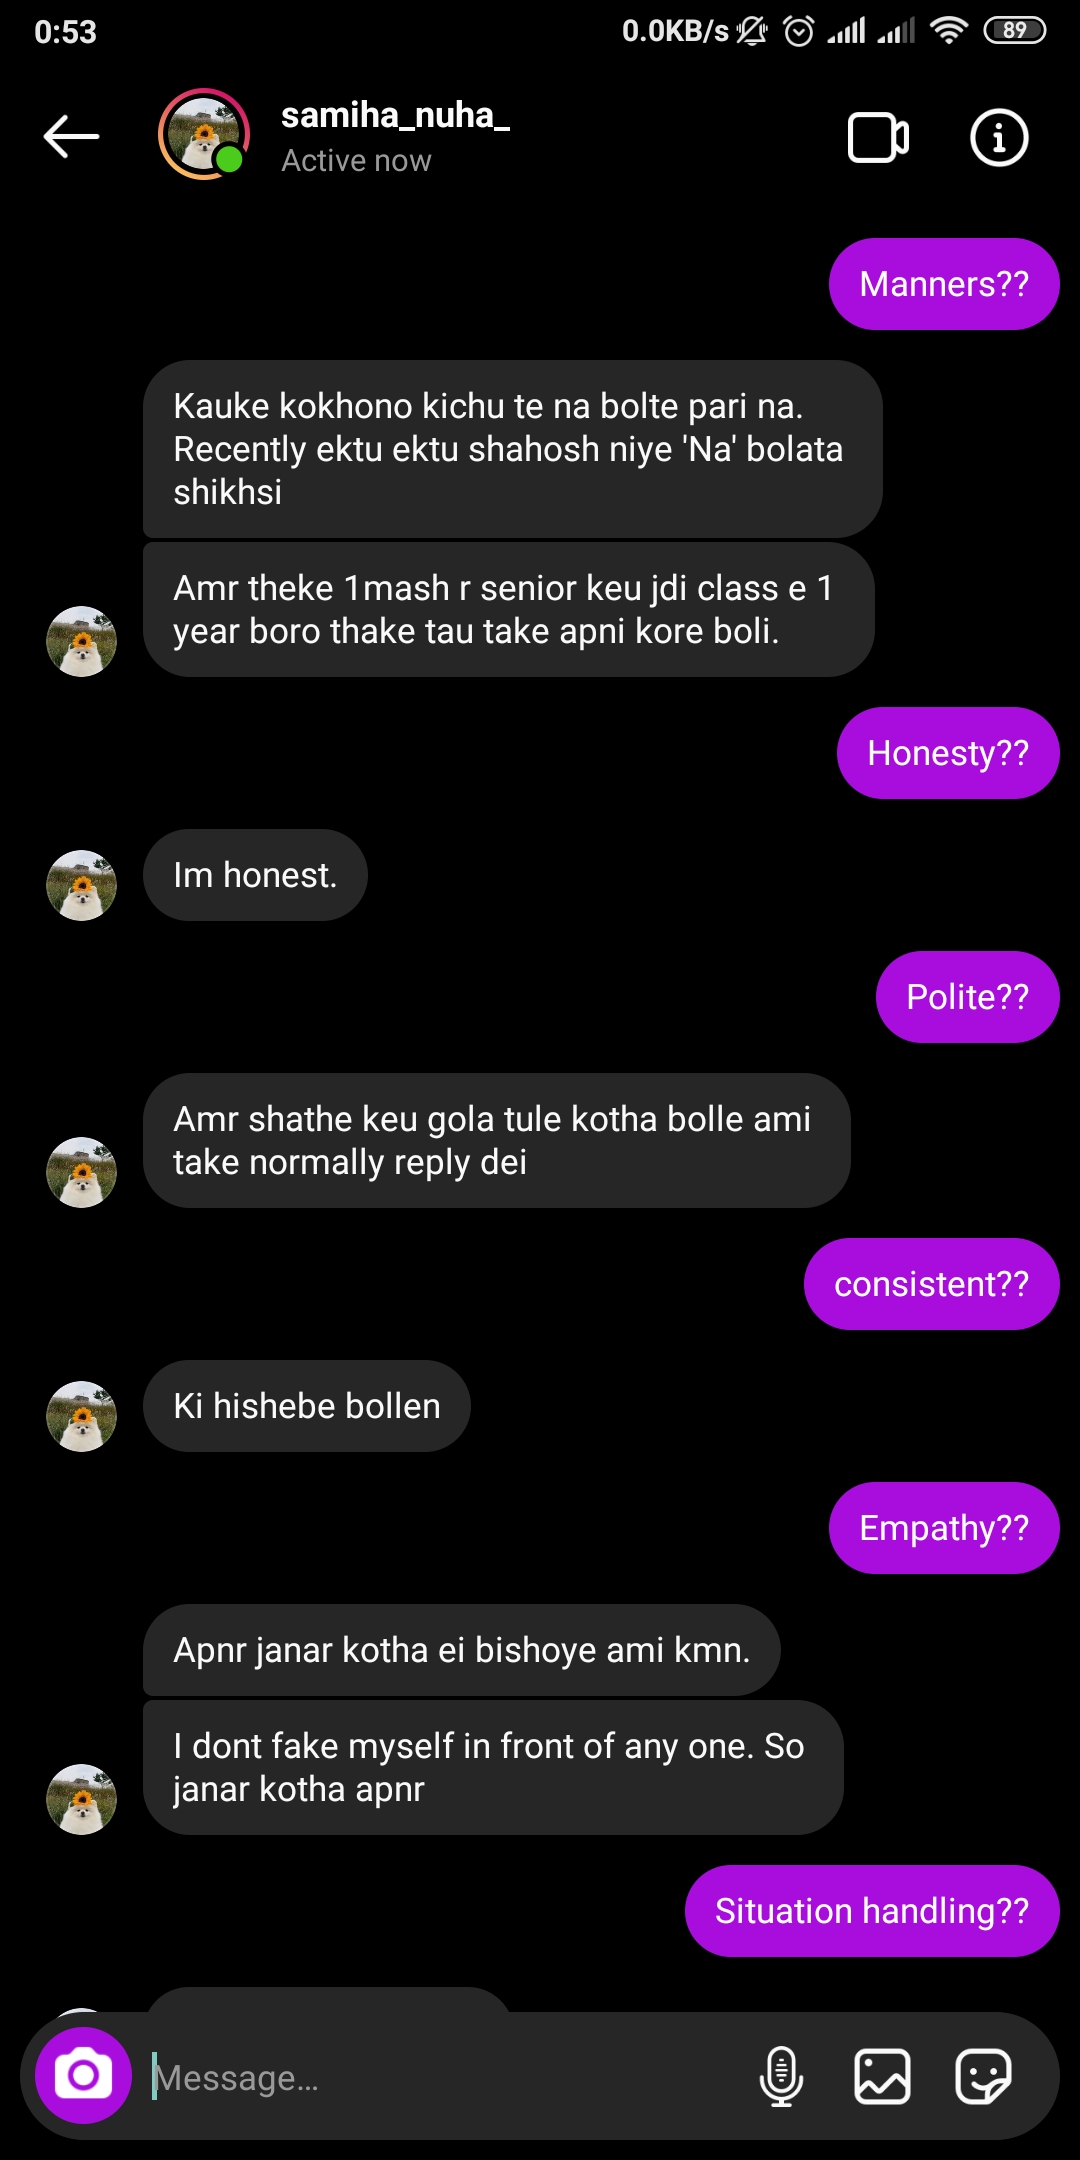 0:53
0.0KB/s
89
samiha_nuha_
Active now
Manners??
Kauke kokhono kichu te na bolte pari na.
Recently ektu ektu shahosh niye 'Na' bolata
shikhsi
Amr theke 1mash r senior keu jdi class e 1
year boro thake tau take apni kore boli.
Honesty??
Im honest.
Polite??
Amr shathe keu gola tule kotha bolle ami
take normally reply dei
consistent??
Ki hishebe bollen
Empathy??
Apnr janar kotha ei bishoye ami kmn.
I dont fake myself in front of any one. So
janar kotha apnr
Situation handling??
Message...